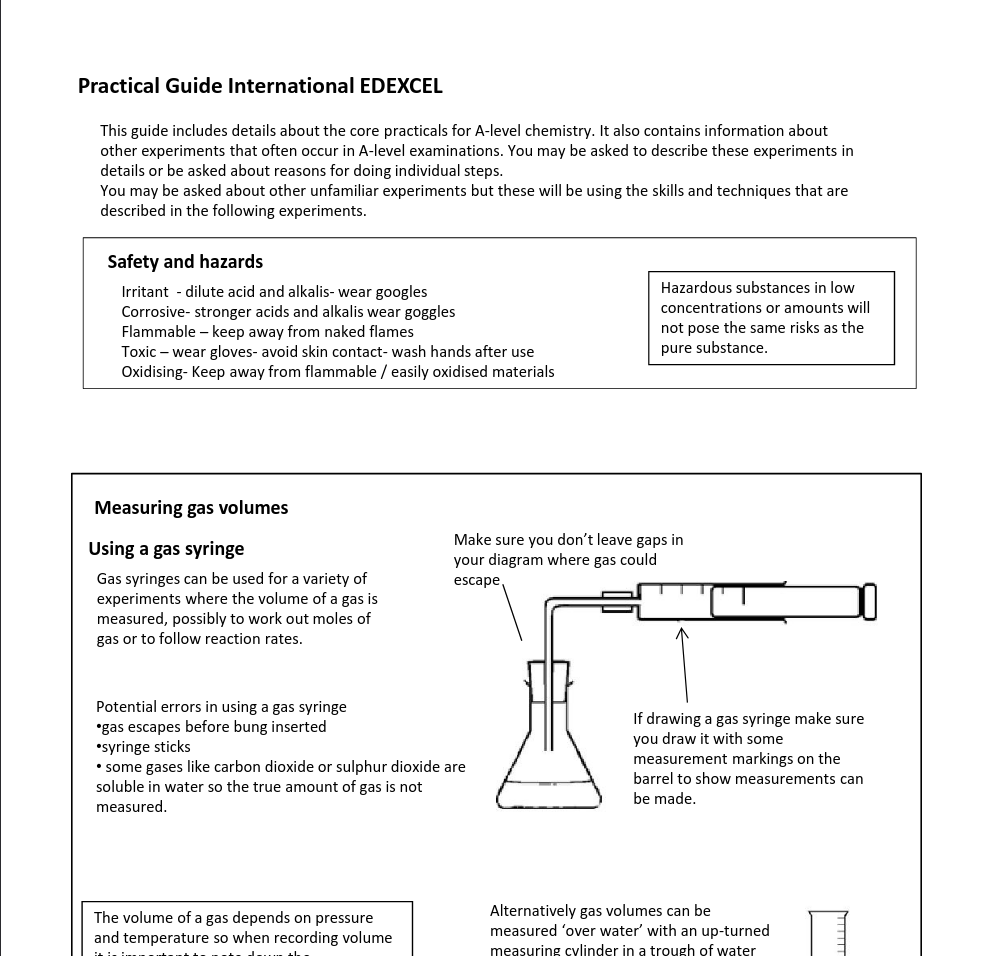 Practical Guide International EDEXCEL
This guide includes details about the core practicals for A-level chemistry. It also contains information about
other experiments that often occur in A-level examinations. You may be asked to describe these experiments in
details or be asked about reasons for doing individual steps.
You may be asked about other unfamiliar experiments but these will be using the skills and techniques that are
described in the following experiments.
Safety and hazards
Irritant  - dilute acid and alkalis- wear googles
Corrosive- stronger acids and alkalis wear goggles
Flammable – keep away from naked flames
Toxic – wear gloves- avoid skin contact- wash hands after use
Oxidising- Keep away from flammable / easily oxidised materials
Hazardous substances in low
concentrations or amounts will
not pose the same risks as the
pure substance.
Measuring gas volumes
Using a gas syringe
Gas syringes can be used for a variety of
experiments where the volume of a gas is
measured, possibly to work out moles of
gas or to follow reaction rates.
Make sure you don’t leave gaps in
your diagram where gas could
escape
Potential errors in using a gas syringe
•gas escapes before bung inserted
•syringe sticks
• some gases like carbon dioxide or sulphur dioxide are
soluble in water so the true amount of gas is not
measured.
If drawing a gas syringe make sure
you draw it with some
measurement markings on the
barrel to show measurements can
be made.
The volume of a gas depends on pressure
and temperature so when recording volume
it is important to note down the
Alternatively gas volumes can be
measured ‘over water’ with an up-turned
measuring cylinder in a trough of water